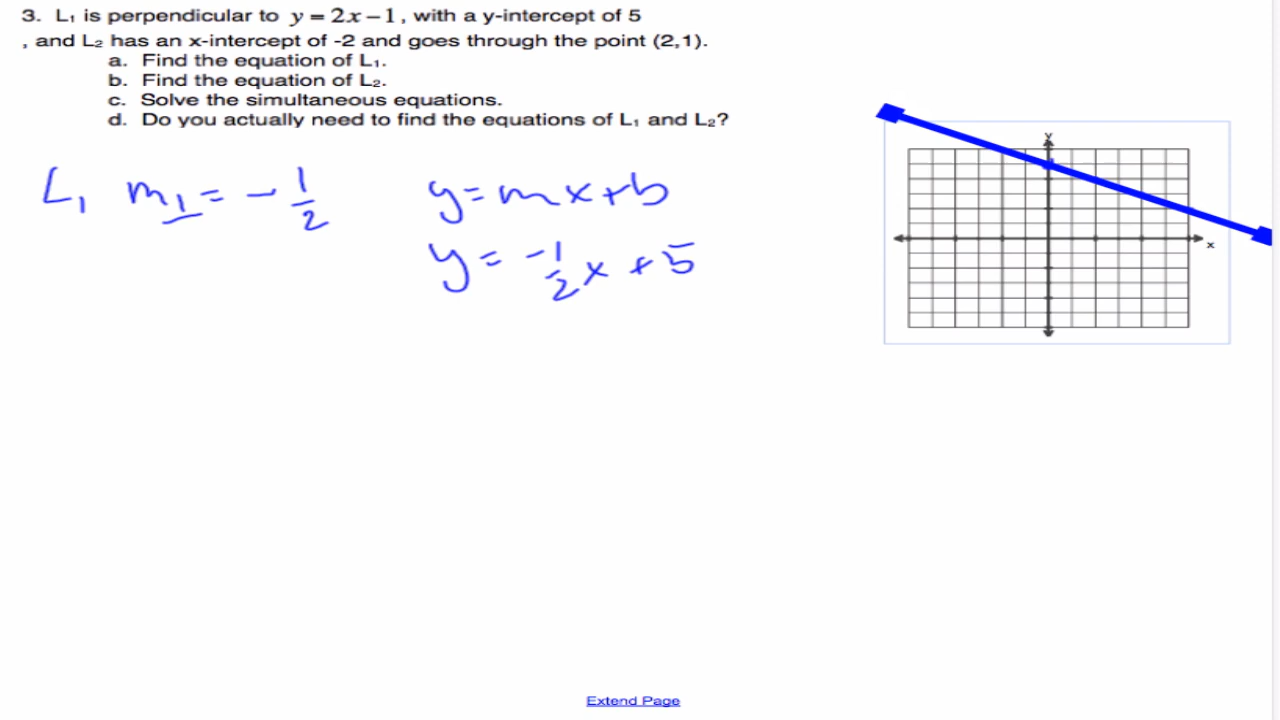 3. L₁ is perpendicular to y = 2x − 1, with a y-intercept of 5
, and L₂ has an x-intercept of -2 and goes through the point (2,1).
a. Find the equation of L₁.
b. Find the equation of L₂.
c. Solve the simultaneous equations.
d. Do you actually need to find the equations of L₁ and L₂?
y
x
L₁ m₁ = - 1/2 y = mx + b
y = -1/2 x + 5
Extend Page